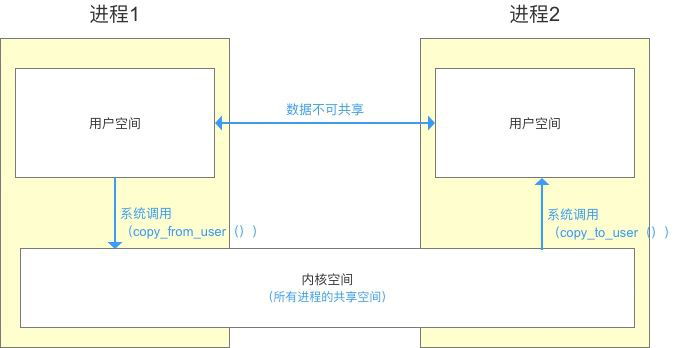 进程1
进程2
数据不可共享
用户空间
用户空间
系统调用
（copy_from_user（））
系统调用
（copy_to_user（））
内核空间
（所有进程的共享空间）